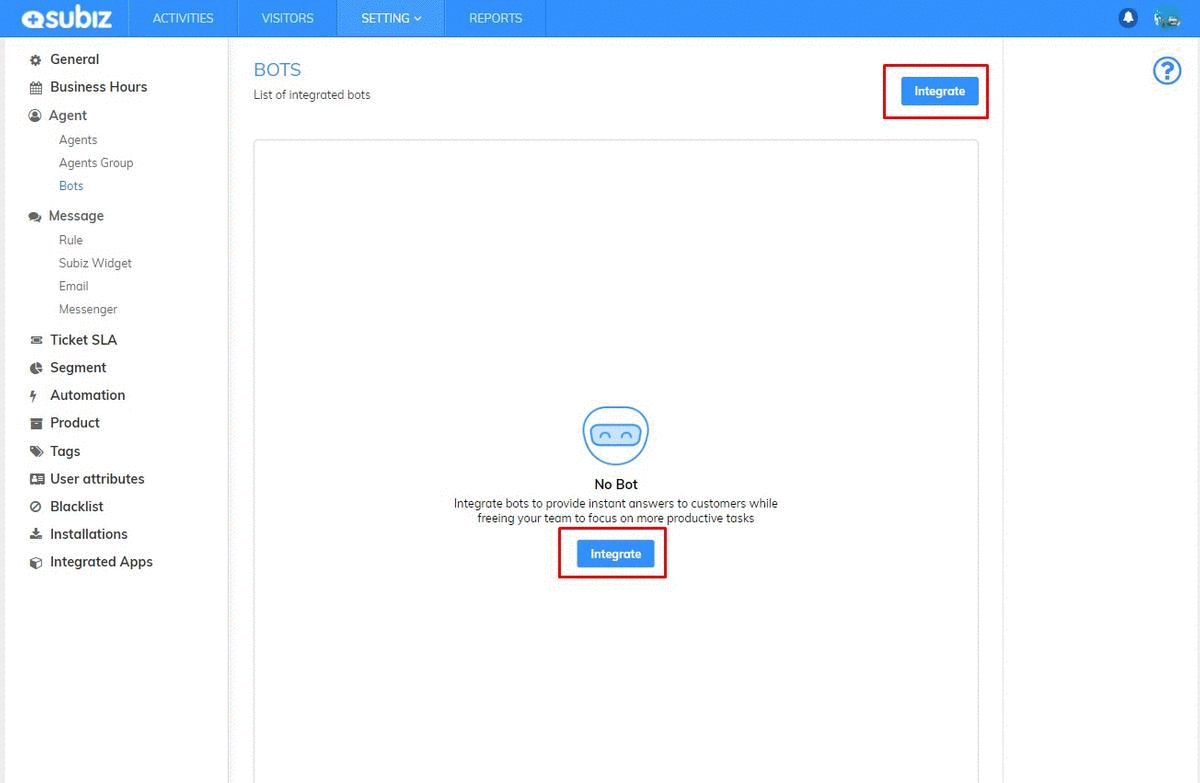 subiz
ACTIVITIES
VISITORS
SETTING
REPORTS
General
Business Hours
Agent
Agents
Agents Group
Bots
Message
Rule
Subiz Widget
Email
Messenger
Ticket SLA
Segment
Automation
Product
Tags
User attributes
Blacklist
Installations
Integrated Apps
BOTS
List of integrated bots
Integrate
?
No Bot
Integrate bots to provide instant answers to customers while
freeing your team to focus on more productive tasks
Integrate